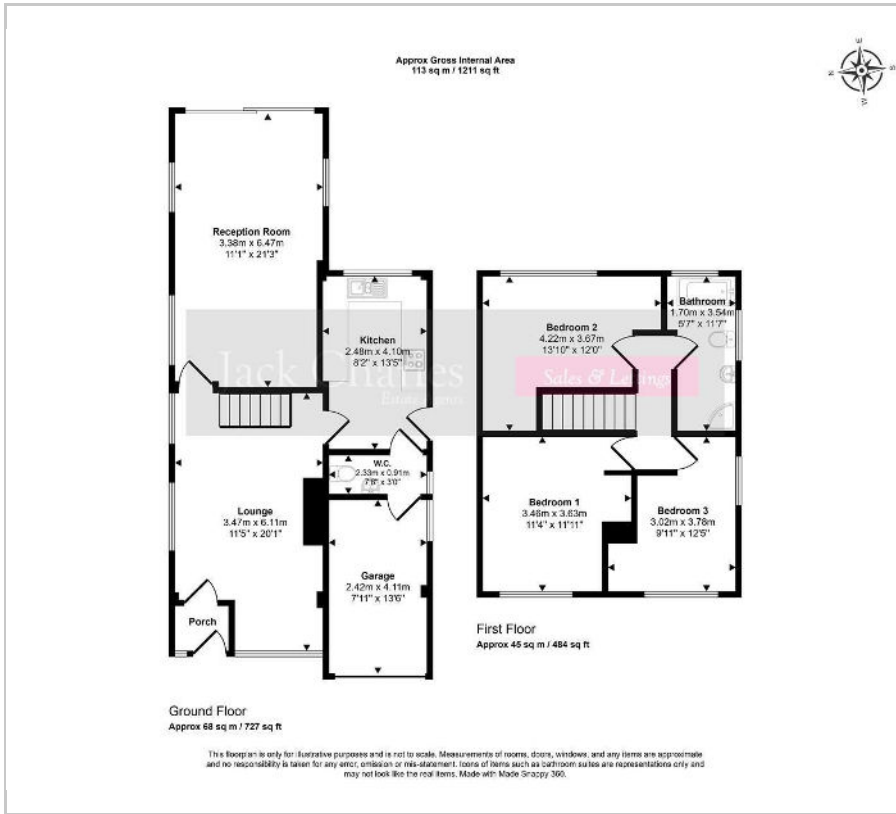 Approx Gross Internal Area
113 sq m / 1211 sq ft
N
E
S
W
Reception Room
3.38m x 6.47m
11'1" x 21'3"
Kitchen
2.48m x 4.10m
8'2" x 13'5"
W.C.
2.33m x 0.91m
7'8" x 3'0"
Lounge
3.47m x 6.11m
11'5" x 20'1"
Garage
2.42m x 4.11m
7'11" x 13'6"
Porch
Ground Floor
Approx 68 sq m / 727 sq ft
Bedroom 2
4.22m x 3.67m
13'10" x 12'0"
Bathroom
1.70m x 3.54m
5'7" x 11'7"
Bedroom 1
3.46m x 3.63m
11'4" x 11'11"
Bedroom 3
3.02m x 3.78m
9'11" x 12'5"
First Floor
Approx 45 sq m / 484 sq ft
Jack Charles
Estate Agents
Sales & Lettings
This floorplan is only for illustrative purposes and is not to scale. Measurements of rooms, doors, windows, and any items are approximate
and no responsibility is taken for any error, omission or mis-statement. Icons of items such as bathroom suites are representations only and
may not look like the real items. Made with Made Snappy 360.